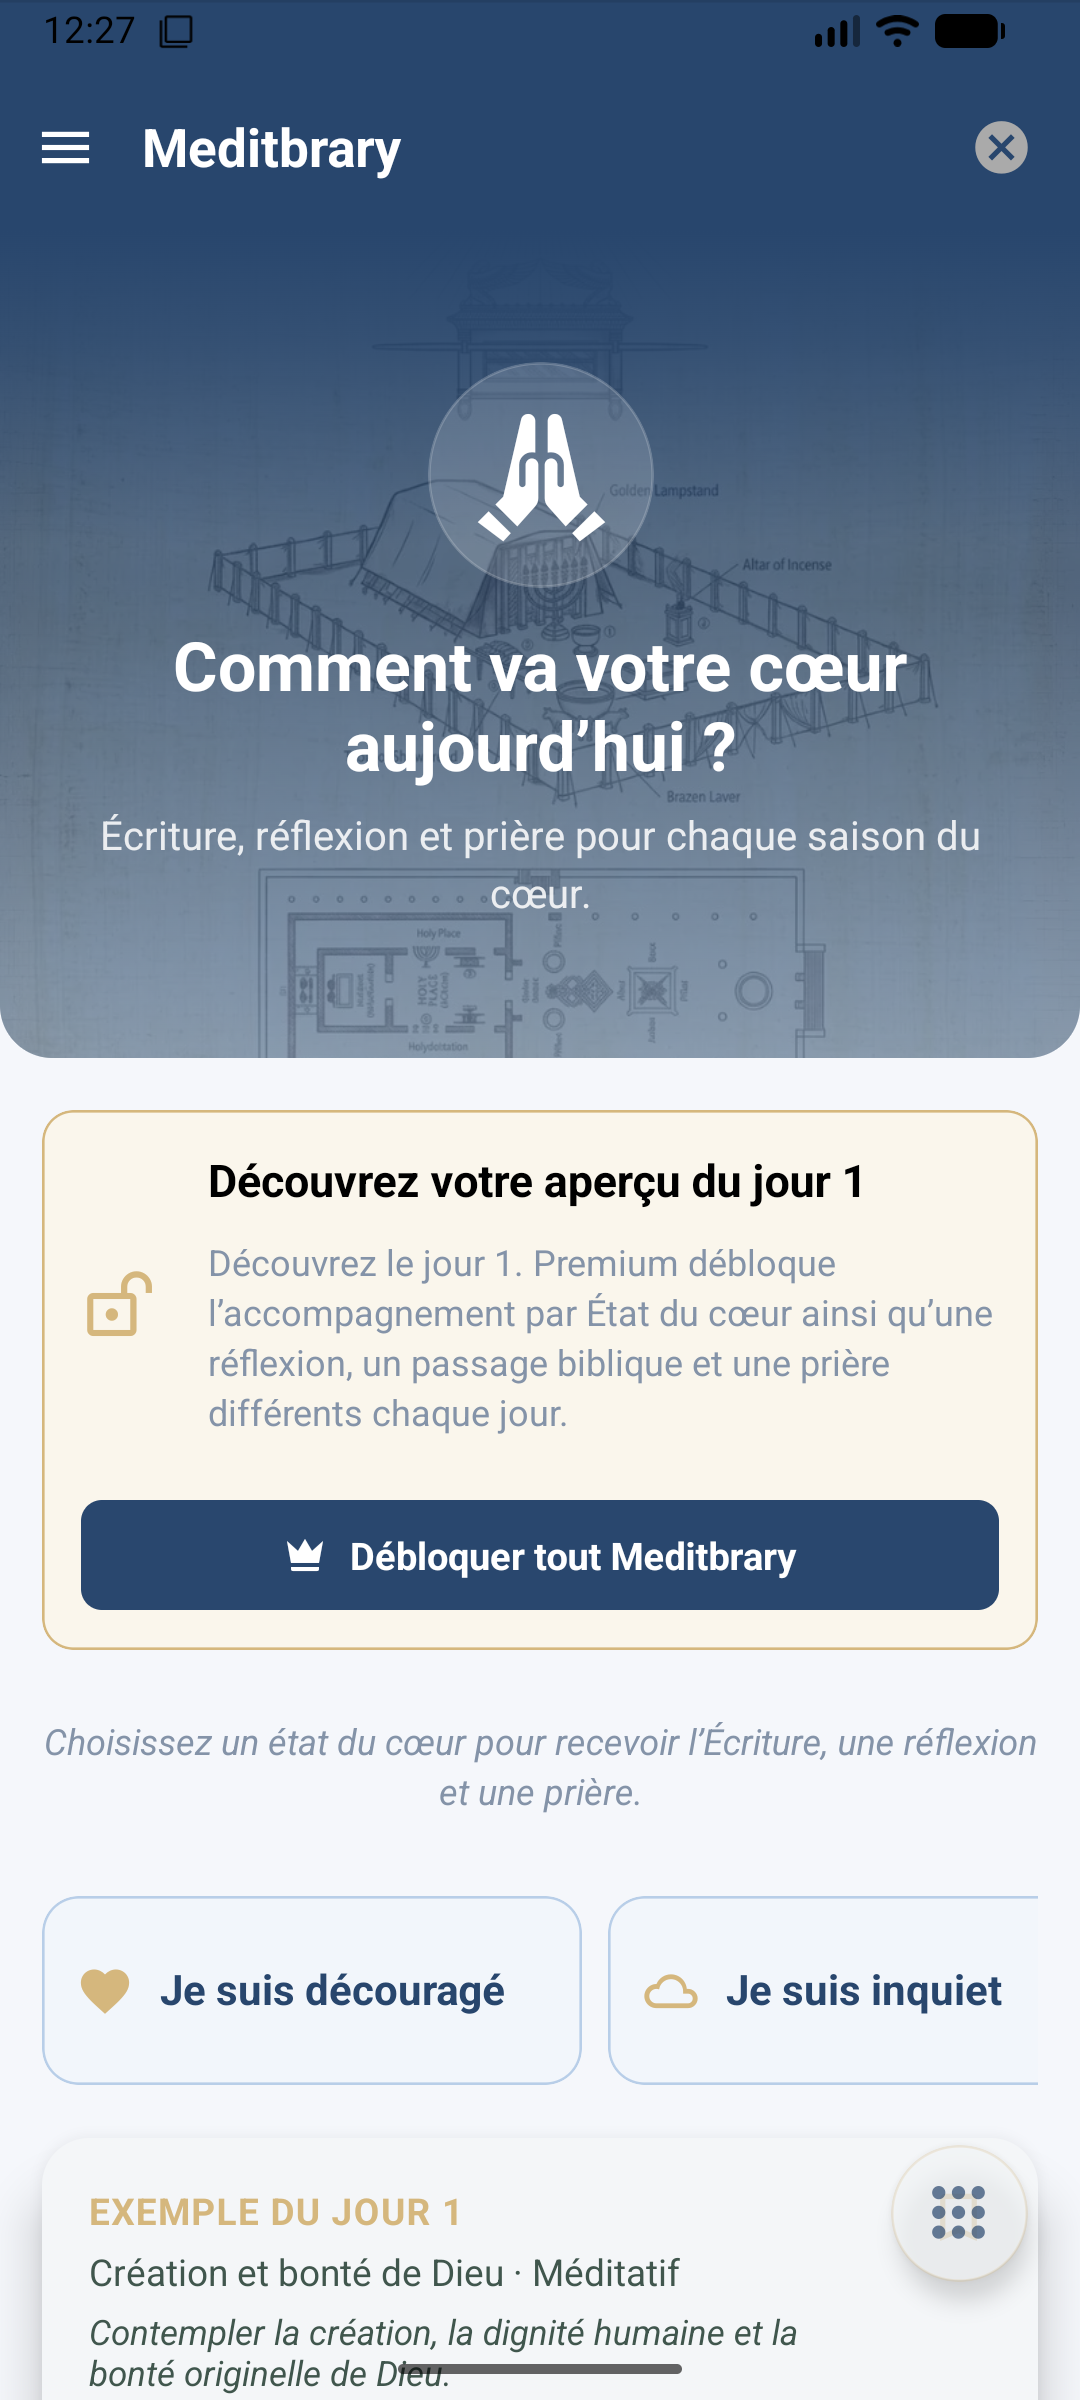 12:27
Meditbrary
Golden Lampstand
Altar of Incense
Comment va votre cœur
aujourd’hui ?
Brazen Laver
Écriture, réflexion et prière pour chaque saison du
cœur.
Holy Place
HOLY
PLACE
Holydontation
Découvrez votre aperçu du jour 1
Découvrez le jour 1. Premium débloque
l’accompagnement par État du cœur ainsi qu’une
réflexion, un passage biblique et une prière
différents chaque jour.
Débloquer tout Meditbrary
Choisissez un état du cœur pour recevoir l’Écriture, une réflexion
et une prière.
Je suis découragé
Je suis inquiet
EXEMPLE DU JOUR 1
Création et bonté de Dieu · Méditatif
Contempler la création, la dignité humaine et la
bonté originelle de Dieu.